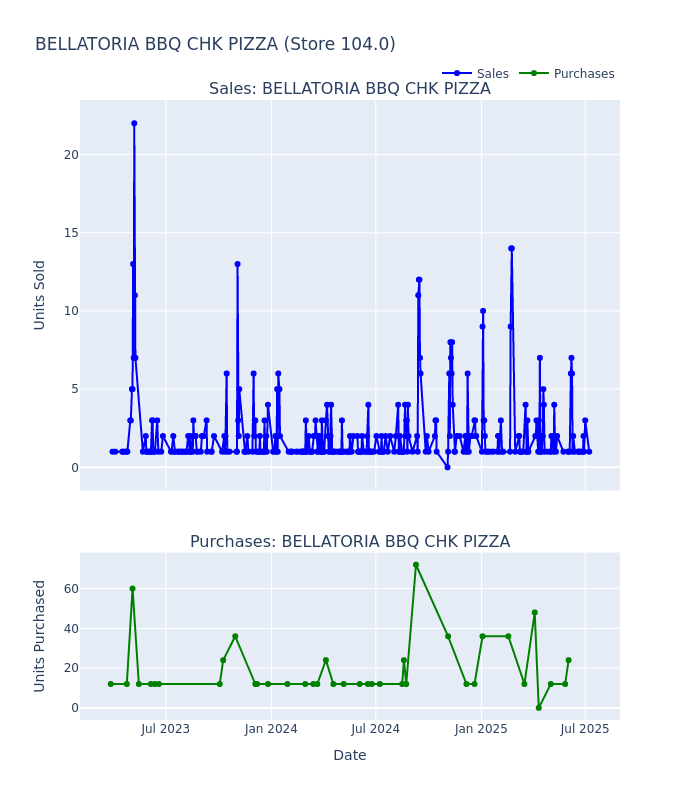 BELLATORIA BBQ CHK PIZZA (Store 104.0)
Sales
Purchases
Sales: BELLATORIA BBQ CHK PIZZA
20
15
10
5
0
Units Sold
Purchases: BELLATORIA BBQ CHK PIZZA
60
40
20
0
Units Purchased
Jul 2023
Jan 2024
Jul 2024
Jan 2025
Jul 2025
Date